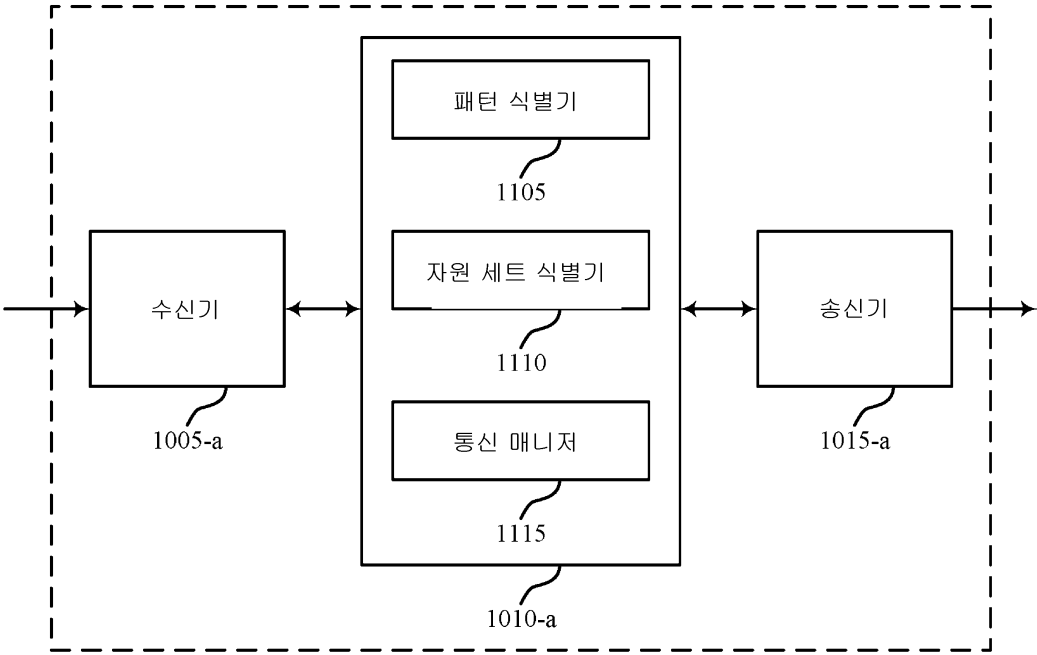 패턴 식별기
1105
자원 세트 식별기
1110
통신 매니저
1115
1010-a
수신기
1005-a
송신기
1015-a